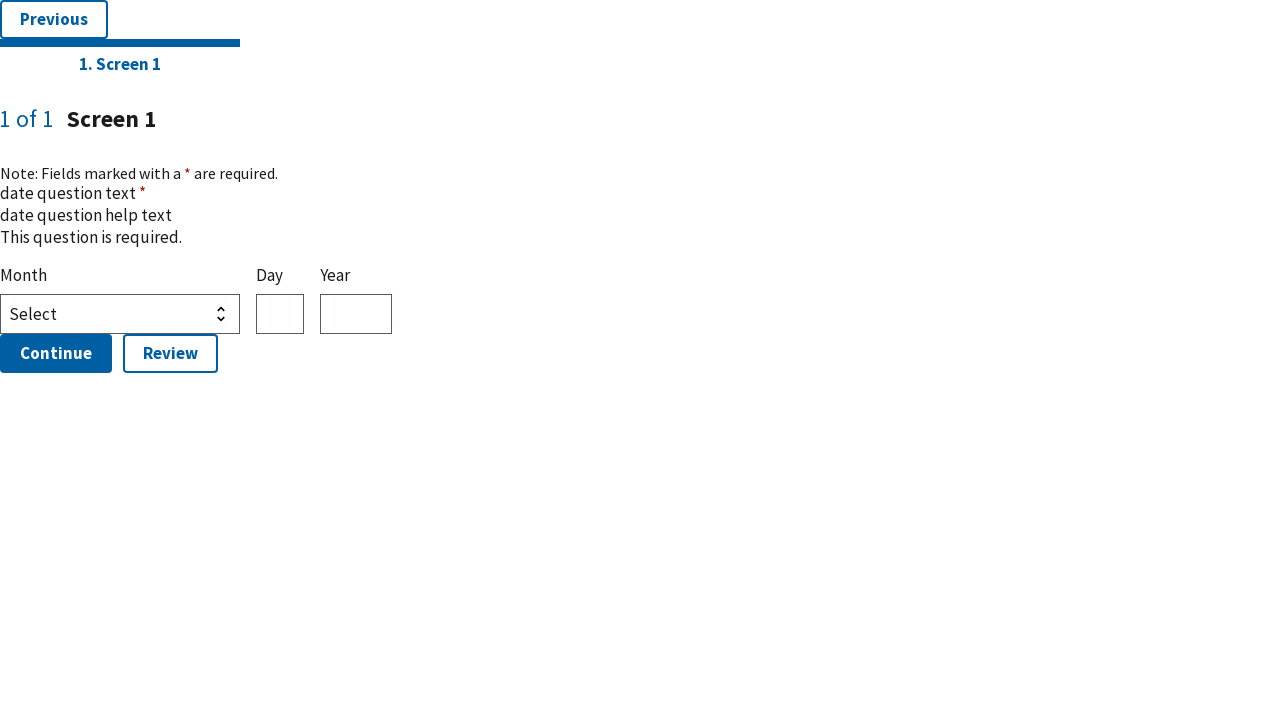 Previous
1. Screen 1
1 of 1 Screen 1
Note: Fields marked with a * are required.
date question text *
date question help text
This question is required.
Month Day Year
Select
Continue Review